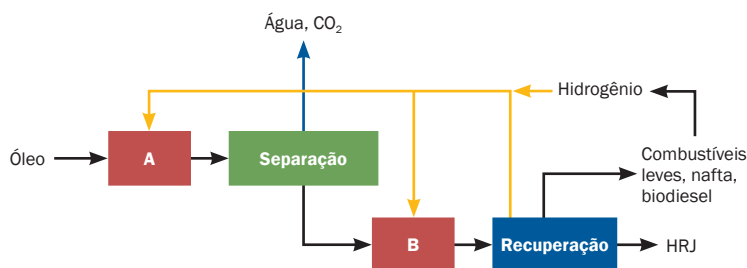 Água, CO₂
Hidrogênio
Óleo
A
Separação
Combustíveis
leves, nafta,
biodiesel
B
Recuperação
HRJ